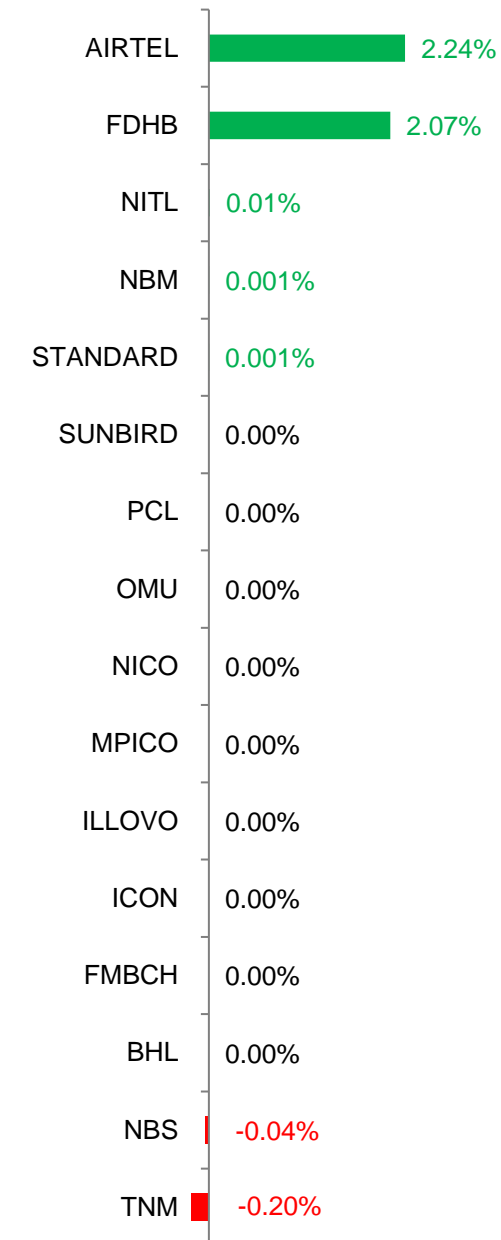 AIRTEL 2.24%
FDHB 2.07%
NITL 0.01%
NBM 0.001%
STANDARD 0.001%
SUNBIRD 0.00%
PCL 0.00%
OMU 0.00%
NICO 0.00%
MPICO 0.00%
ILLOVO 0.00%
ICON 0.00%
FMBCH 0.00%
BHL 0.00%
NBS -0.04%
TNM -0.20%